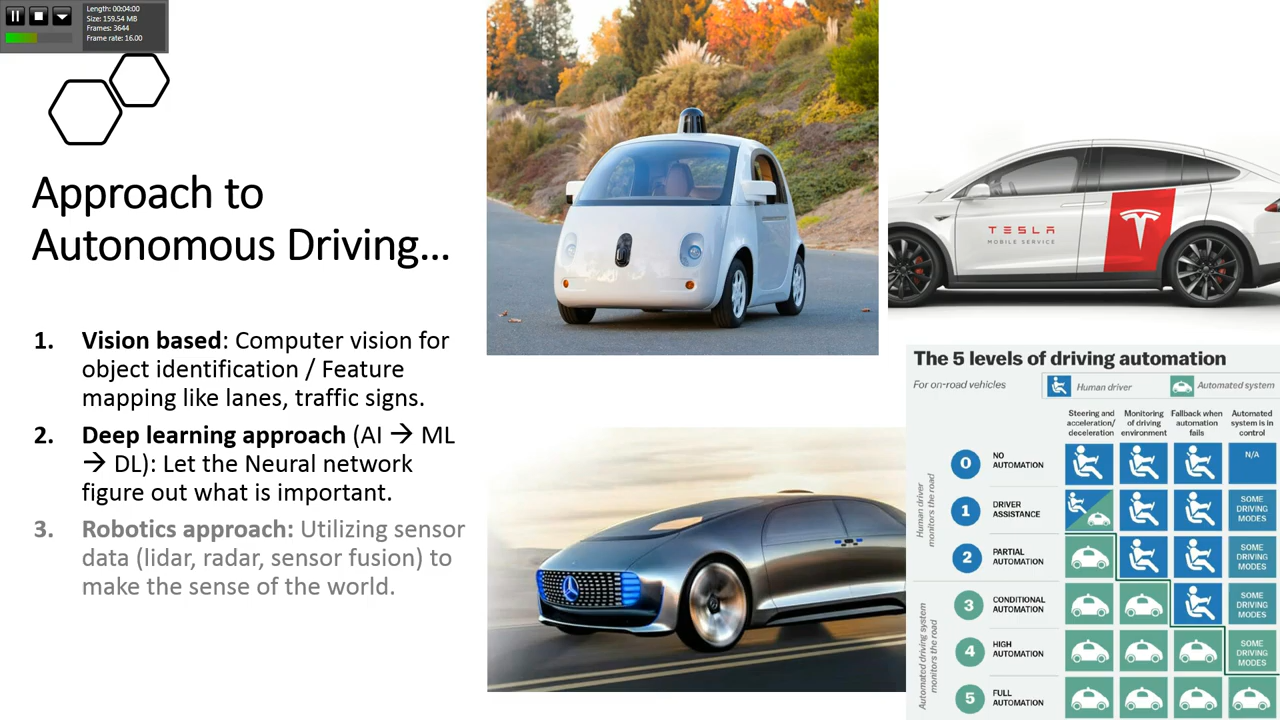 Length: 00:04:00
Size: 159.54 MB
Frames: 3644
Frame rate: 16.00
Approach to
Autonomous Driving...
1. Vision based: Computer vision for
object identification / Feature
mapping like lanes, traffic signs.
2. Deep learning approach (AI → ML
→ DL): Let the Neural network
figure out what is important.
3. Robotics approach: Utilizing sensor
data (lidar, radar, sensor fusion) to
make the sense of the world.
TESLA
MOBILE SERVICE
The 5 levels of driving automation
For on-road vehicles
Human driver
Automated system
Steering and
acceleration/
deceleration
Monitoring
of driving
environment
Fallback when
automation
fails
Automated
system is in
control
Human driver
monitors the road
Automated driving system
monitors the road
0 NO
AUTOMATION
N/A
1 DRIVER
ASSISTANCE
SOME
DRIVING
MODES
2 PARTIAL
AUTOMATION
SOME
DRIVING
MODES
3 CONDITIONAL
AUTOMATION
SOME
DRIVING
MODES
4 HIGH
AUTOMATION
SOME
DRIVING
MODES
5 FULL
AUTOMATION